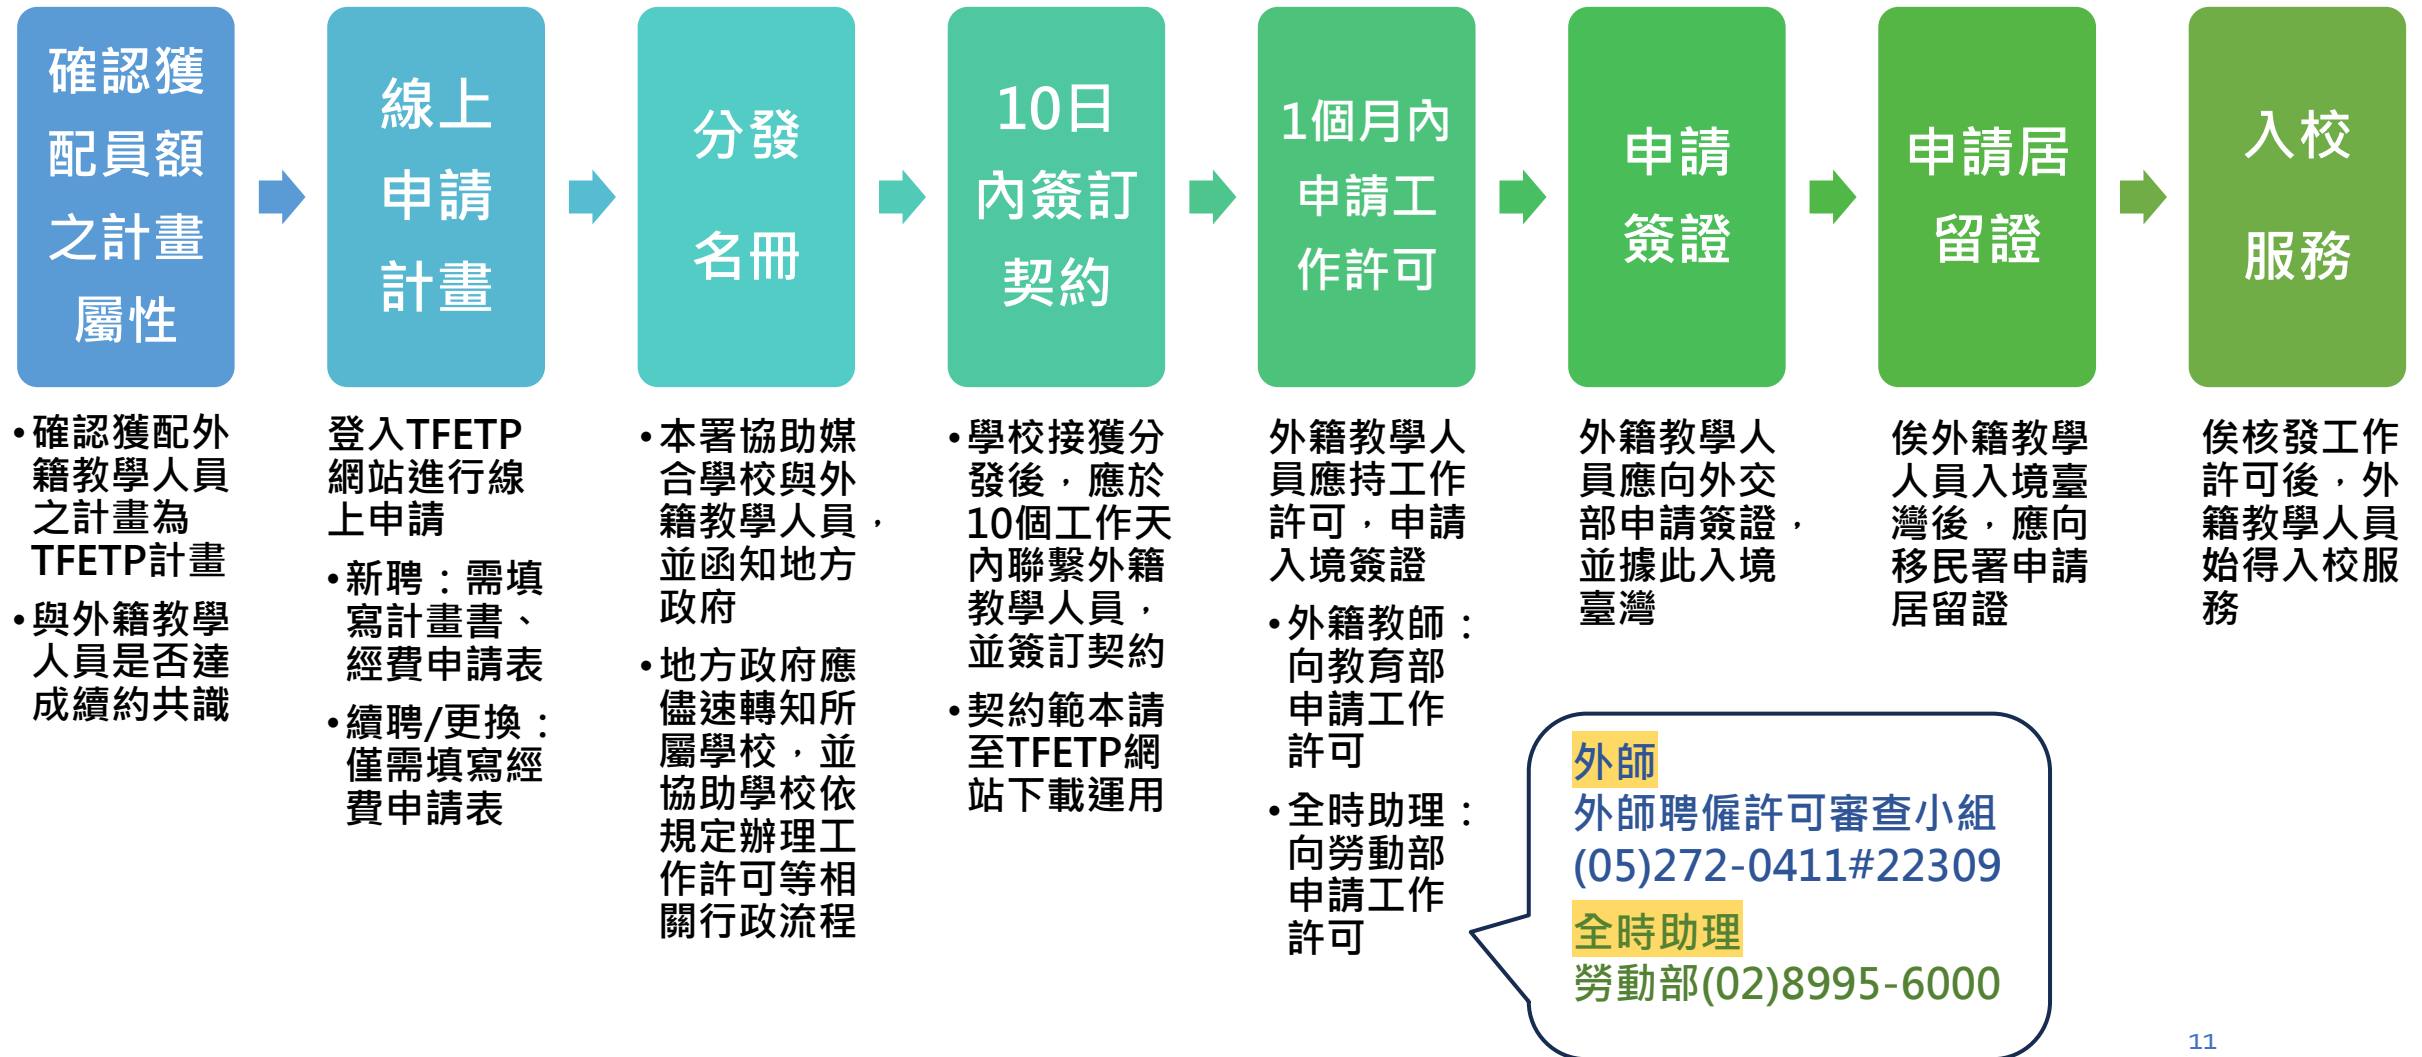 確認獲
配員額
之計畫
屬性
線上
申請
計畫
分發
名冊
10日
內簽訂
契約
1個月內
申請工
作許可
申請
簽證
申請居
留證
入校
服務
•確認獲配外
籍教學人員
之計畫為
TFETP計畫
•與外籍教學
人員是否達
成續約共識
登入TFETP
網站進行線
上申請
•新聘：需填
寫計畫書、
經費申請表
•續聘/更換：
僅需填寫經
費申請表
•本署協助媒
合學校與外
籍教學人員，
並函知地方
政府
•地方政府應
儘速轉知所
屬學校，並
協助學校依
規定辦理工
作許可等相
關行政流程
•學校接獲分
發後，應於
10個工作天
內聯繫外籍
教學人員，
並簽訂契約
•契約範本請
至TFETP網
站下載運用
外籍教學人
員應持工作
許可，申請
入境簽證
•外籍教師：
向教育部
申請工作
許可
•全時助理：
向勞動部
申請工作
許可
外籍教學人
員應向外交
部申請簽證，
並據此入境
臺灣
俟外籍教學
人員入境臺
灣後，應向
移民署申請
居留證
俟核發工作
許可後，外
籍教學人員
始得入校服
務
外師
外師聘僱許可審查小組
(05)272-0411#22309
全時助理
勞動部(02)8995-6000
11